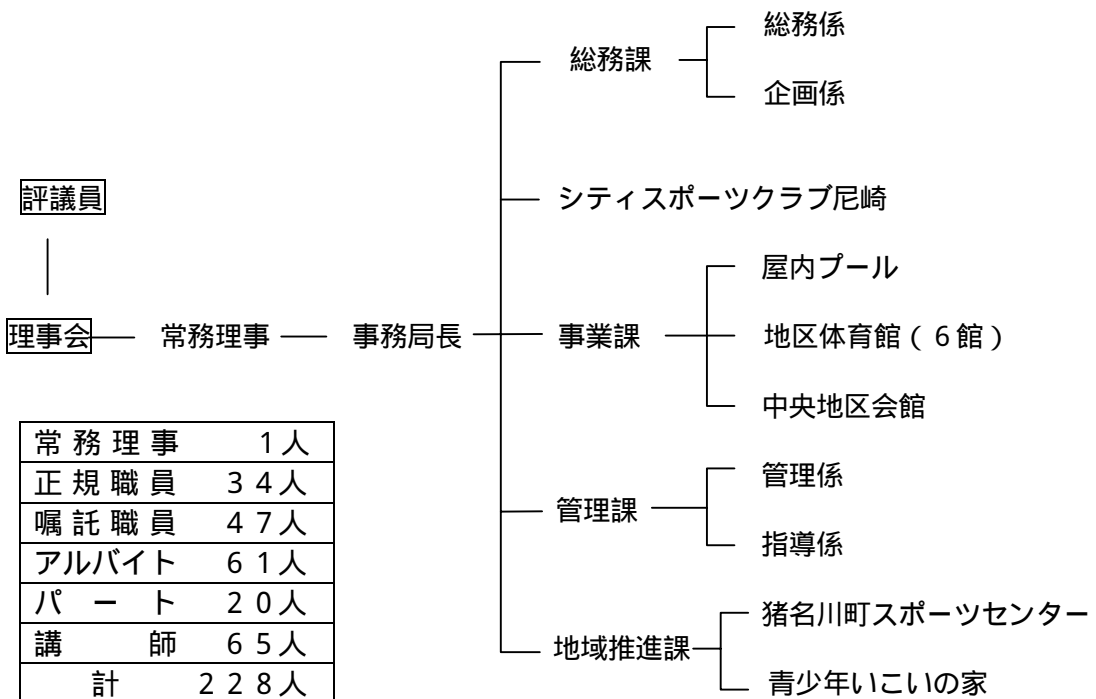 総務係
総務課
企画係
評議員
シティスポーツクラブ尼崎
屋内プール
理事会 常務理事 事務局長 事業課 地区体育館（６館）
中央地区会館
常務理事 1人
正規職員 ３４人
嘱託職員 ４７人
アルバイト ６１人
パート ２０人
講師 ６５人
計 ２２８人
管理係
管理課
指導係
猪名川町スポーツセンター
地域推進課
青少年いこいの家